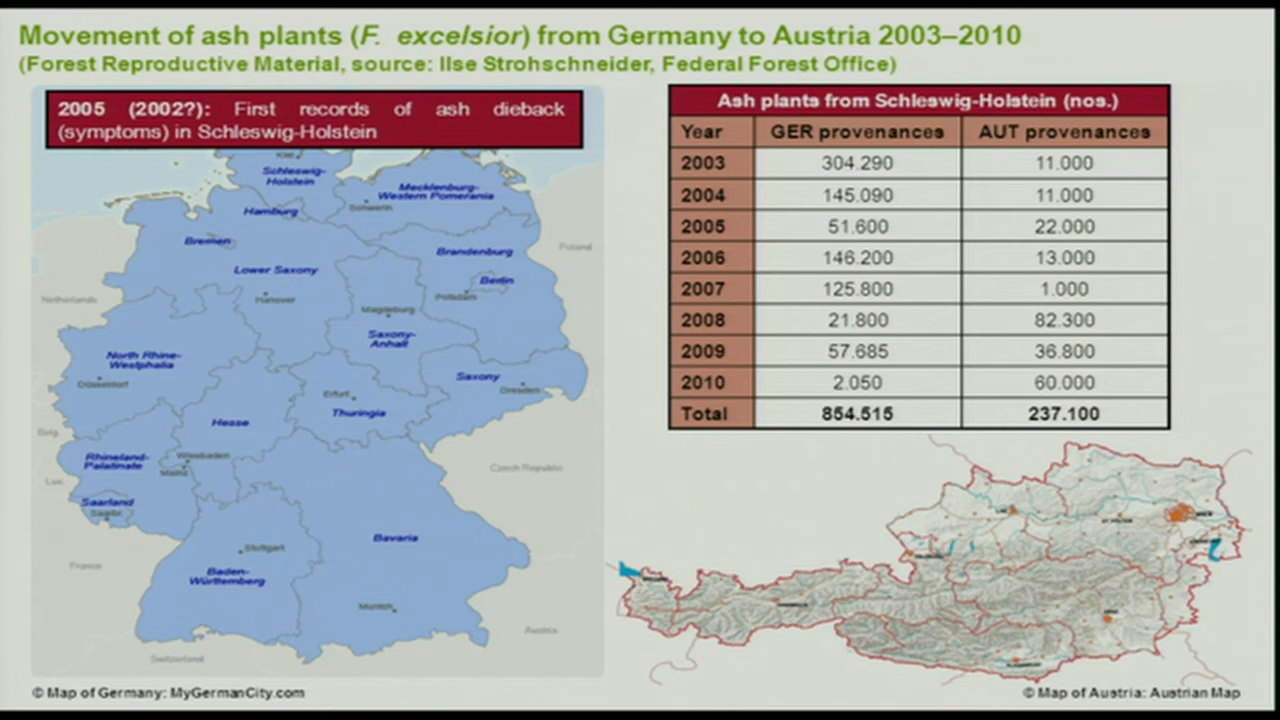 Movement of ash plants (F. excelsior) from Germany to Austria 2003–2010
(Forest Reproductive Material, source: Ilse Strohschneider, Federal Forest Office)
2005 (2002?): First records of ash dieback
(symptoms) in Schleswig-Holstein
Ash plants from Schleswig-Holstein (nos.)
Year GER provenances AUT provenances
2003 304.290 11.000
2004 145.090 11.000
2005 51.600 22.000
2006 146.200 13.000
2007 125.800 1.000
2008 21.800 82.300
2009 57.685 36.800
2010 2.050 60.000
Total 854.515 237.100
Kiel
Schleswig-
Holstein
Mecklenburg-
Western Pomerania
Schwerin
Hamburg
Bremen
Brandenburg
Poland
Lower Saxony
Berlin
Potsdam
Netherlands
Hanover
Magdeburg
Saxony-
Anhalt
North Rhine-
Westphalia
Düsseldorf
Saxony
Dresden
Erfurt
Thuringia
Hesse
Belg.
Rhineland-
Palatinate
Wiesbaden
Mainz
Czech Republic
Lux.
Saarland
Saarbr.
Bavaria
Stuttgart
France
Baden-
Württemberg
Munich
Austria
Switzerland
© Map of Germany: MyGermanCity.com
© Map of Austria: Austrian Map